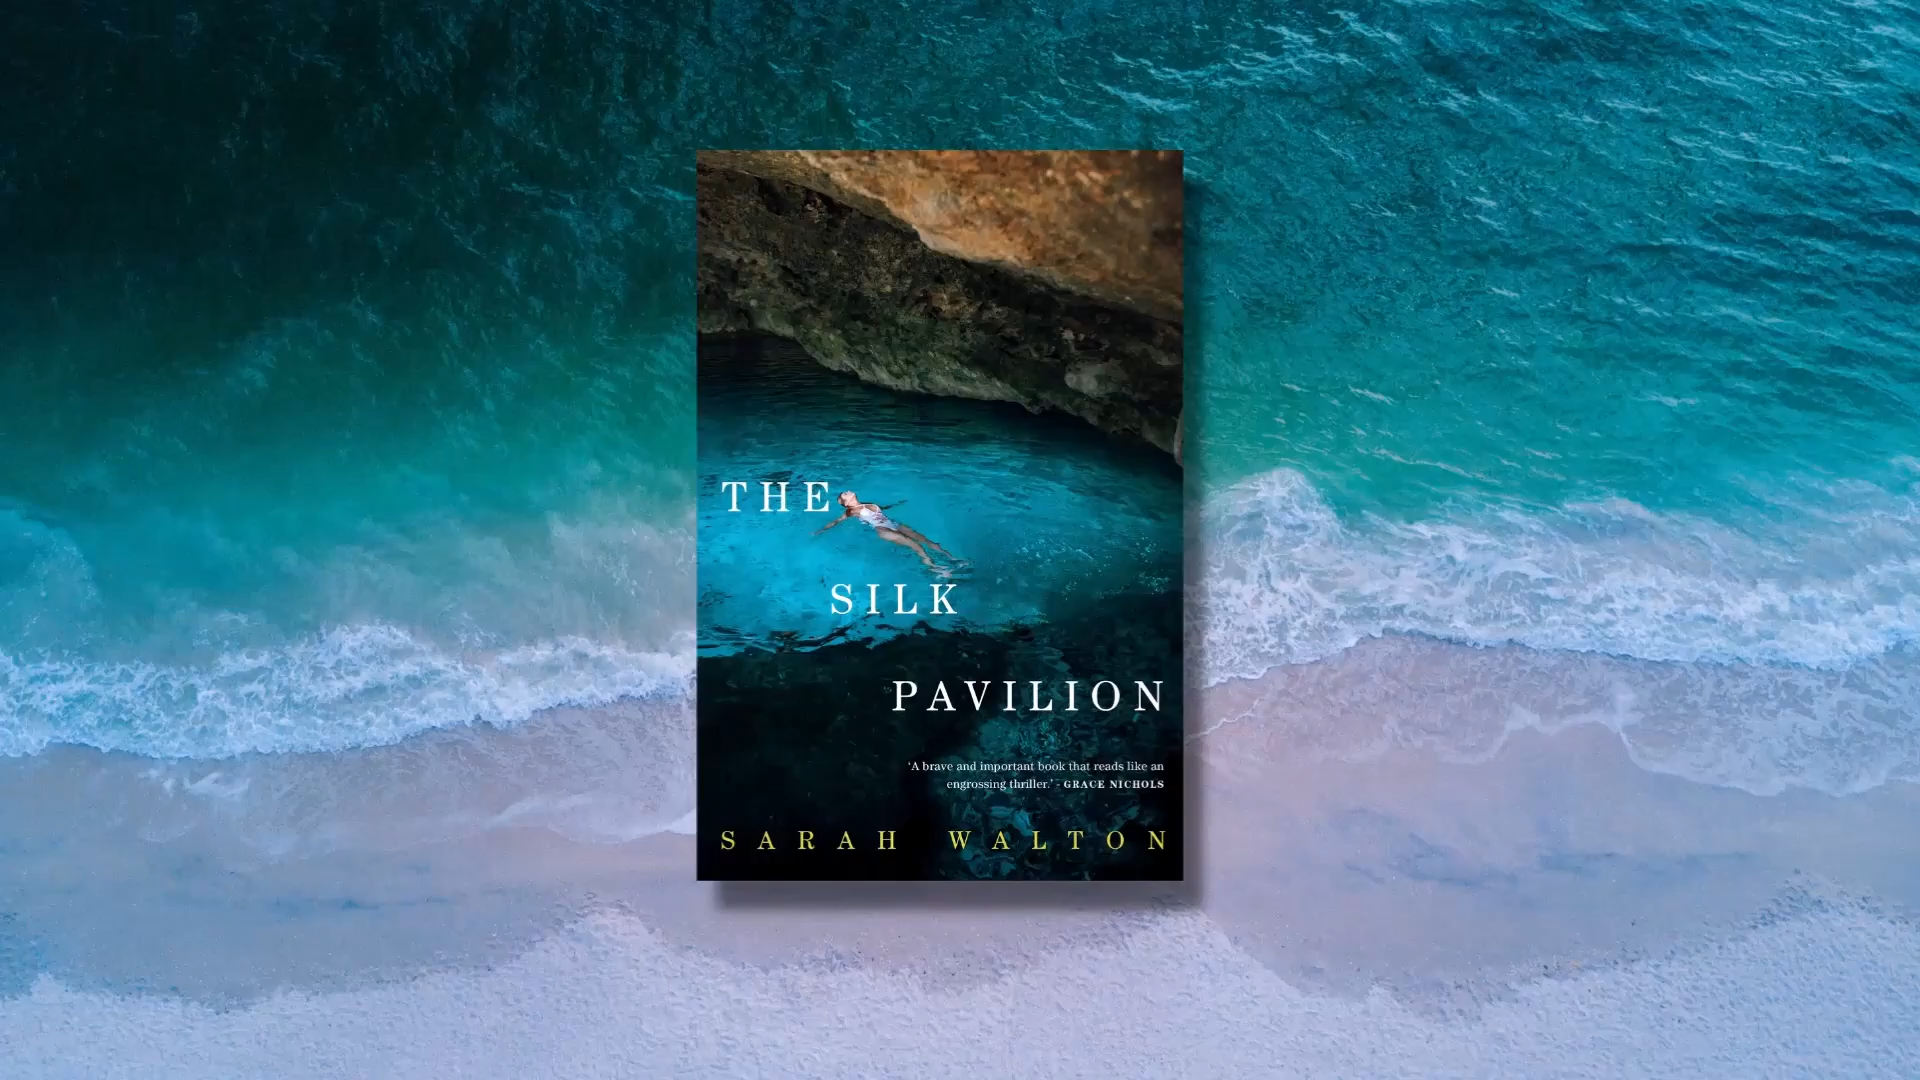 THE
SILK
PAVILION
'A brave and important book that reads like an
engrossing thriller.' - GRACE NICHOLS
SARAH WALTON